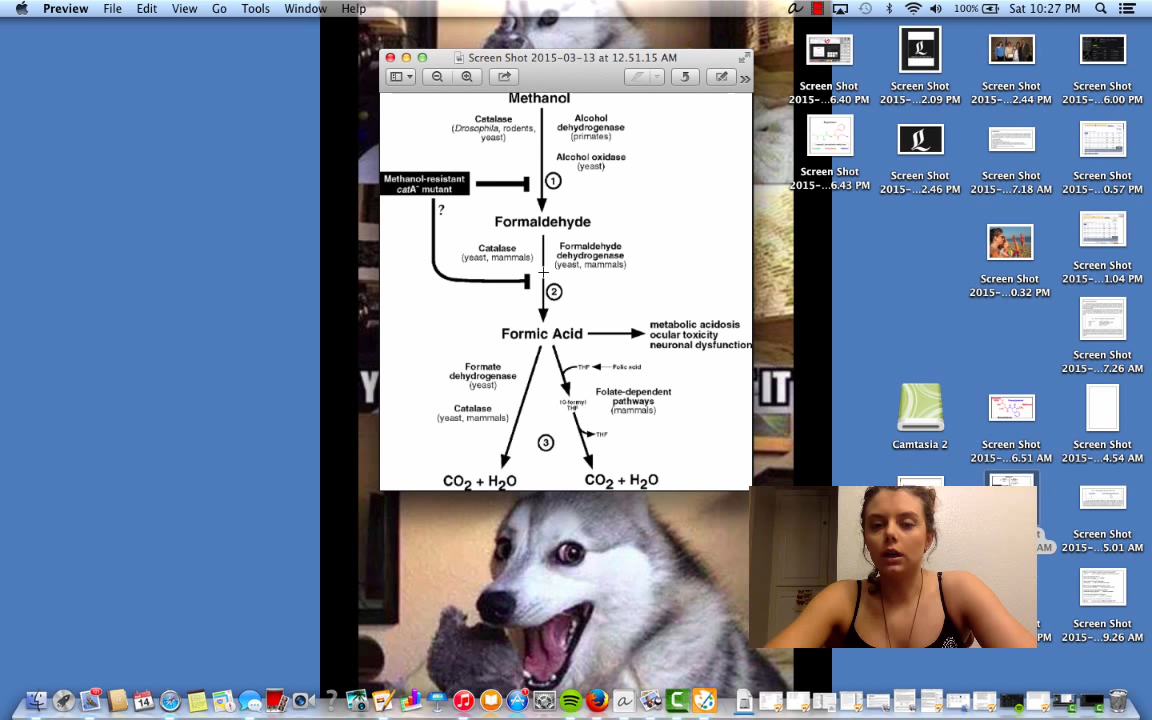 Preview File Edit View Go Tools Window Help
100% Sat 10:27 PM
Screen Shot 2015-03-13 at 12.51.15 AM
Methanol
Catalase
(Drosophila, rodents,
yeast)
Alcohol
dehydrogenase
(primates)
Alcohol oxidase
(yeast)
Methanol-resistant
catA⁻ mutant
1
?
Formaldehyde
Catalase
(yeast, mammals)
Formaldehyde
dehydrogenase
(yeast, mammals)
2
Formic Acid
metabolic acidosis
ocular toxicity
neuronal dysfunction
Formate
dehydrogenase
(yeast)
Catalase
(yeast, mammals)
THF
Folic acid
10-formyl
THF
Folate-dependent
pathways
(mammals)
THF
3
CO2 + H2O
CO2 + H2O
Screen Shot
2015-...6.40 PM
Screen Shot
2015-...2.09 PM
Screen Shot
2015-...2.44 PM
Screen Shot
2015-...6.00 PM
Screen Shot
2015-...6.43 PM
Screen Shot
2015-...2.46 PM
Screen Shot
2015-...7.18 AM
Screen Shot
2015-...0.57 PM
Screen Shot
2015-...0.32 PM
Screen Shot
2015-...1.04 PM
Screen Shot
2015-...7.26 AM
Camtasia 2
Screen Shot
2015-...6.51 AM
Screen Shot
2015-...4.54 AM
Screen Shot
2015-...5.01 AM
AM
Screen Shot
2015-...9.26 AM
PM
Y
IT
14